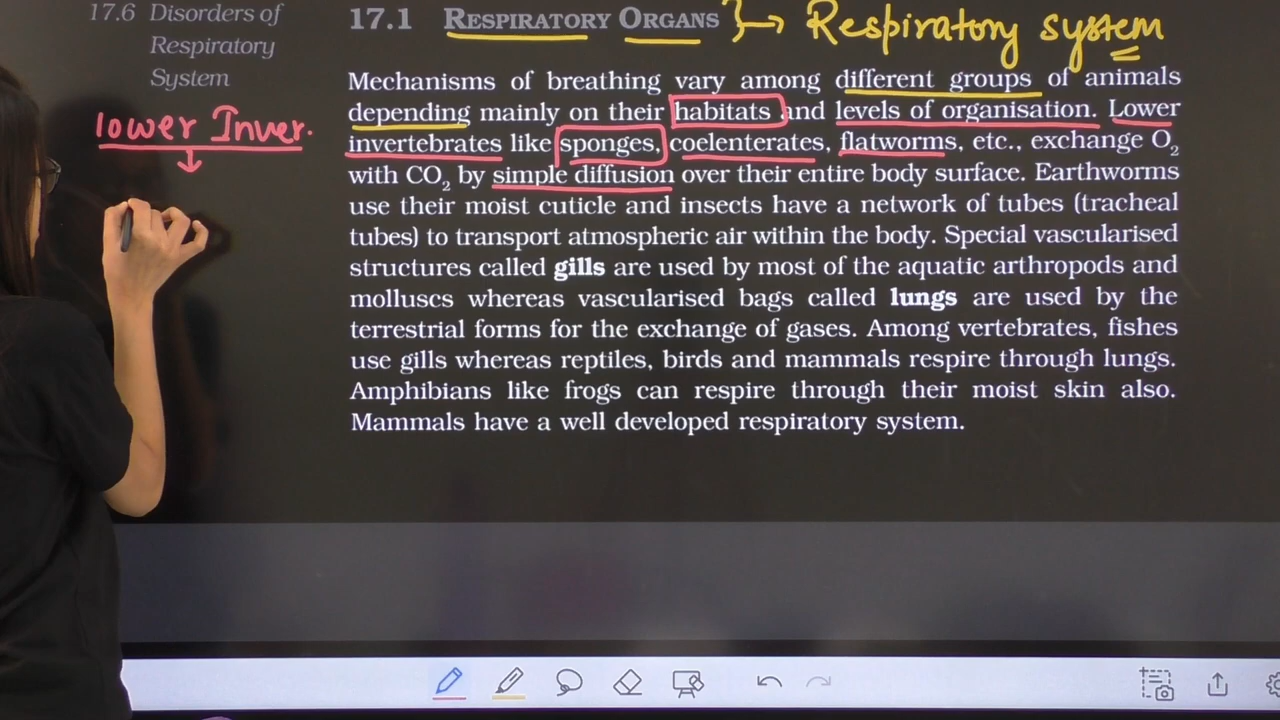 17.6 Disorders of
Respiratory
System
lower Inver.
17.1 RESPIRATORY ORGANS
Respiratory system
Mechanisms of breathing vary among different groups of animals
depending mainly on their habitats and levels of organisation. Lower
invertebrates like sponges, coelenterates, flatworms, etc., exchange O₂
with CO₂ by simple diffusion over their entire body surface. Earthworms
use their moist cuticle and insects have a network of tubes (tracheal
tubes) to transport atmospheric air within the body. Special vascularised
structures called gills are used by most of the aquatic arthropods and
molluscs whereas vascularised bags called lungs are used by the
terrestrial forms for the exchange of gases. Among vertebrates, fishes
use gills whereas reptiles, birds and mammals respire through lungs.
Amphibians like frogs can respire through their moist skin also.
Mammals have a well developed respiratory system.